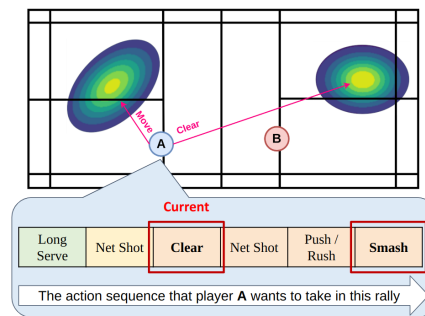 Move
Clear
A
B
Current
Long
Serve
Net Shot
Clear
Net Shot
Push /
Rush
Smash
The action sequence that player A wants to take in this rally